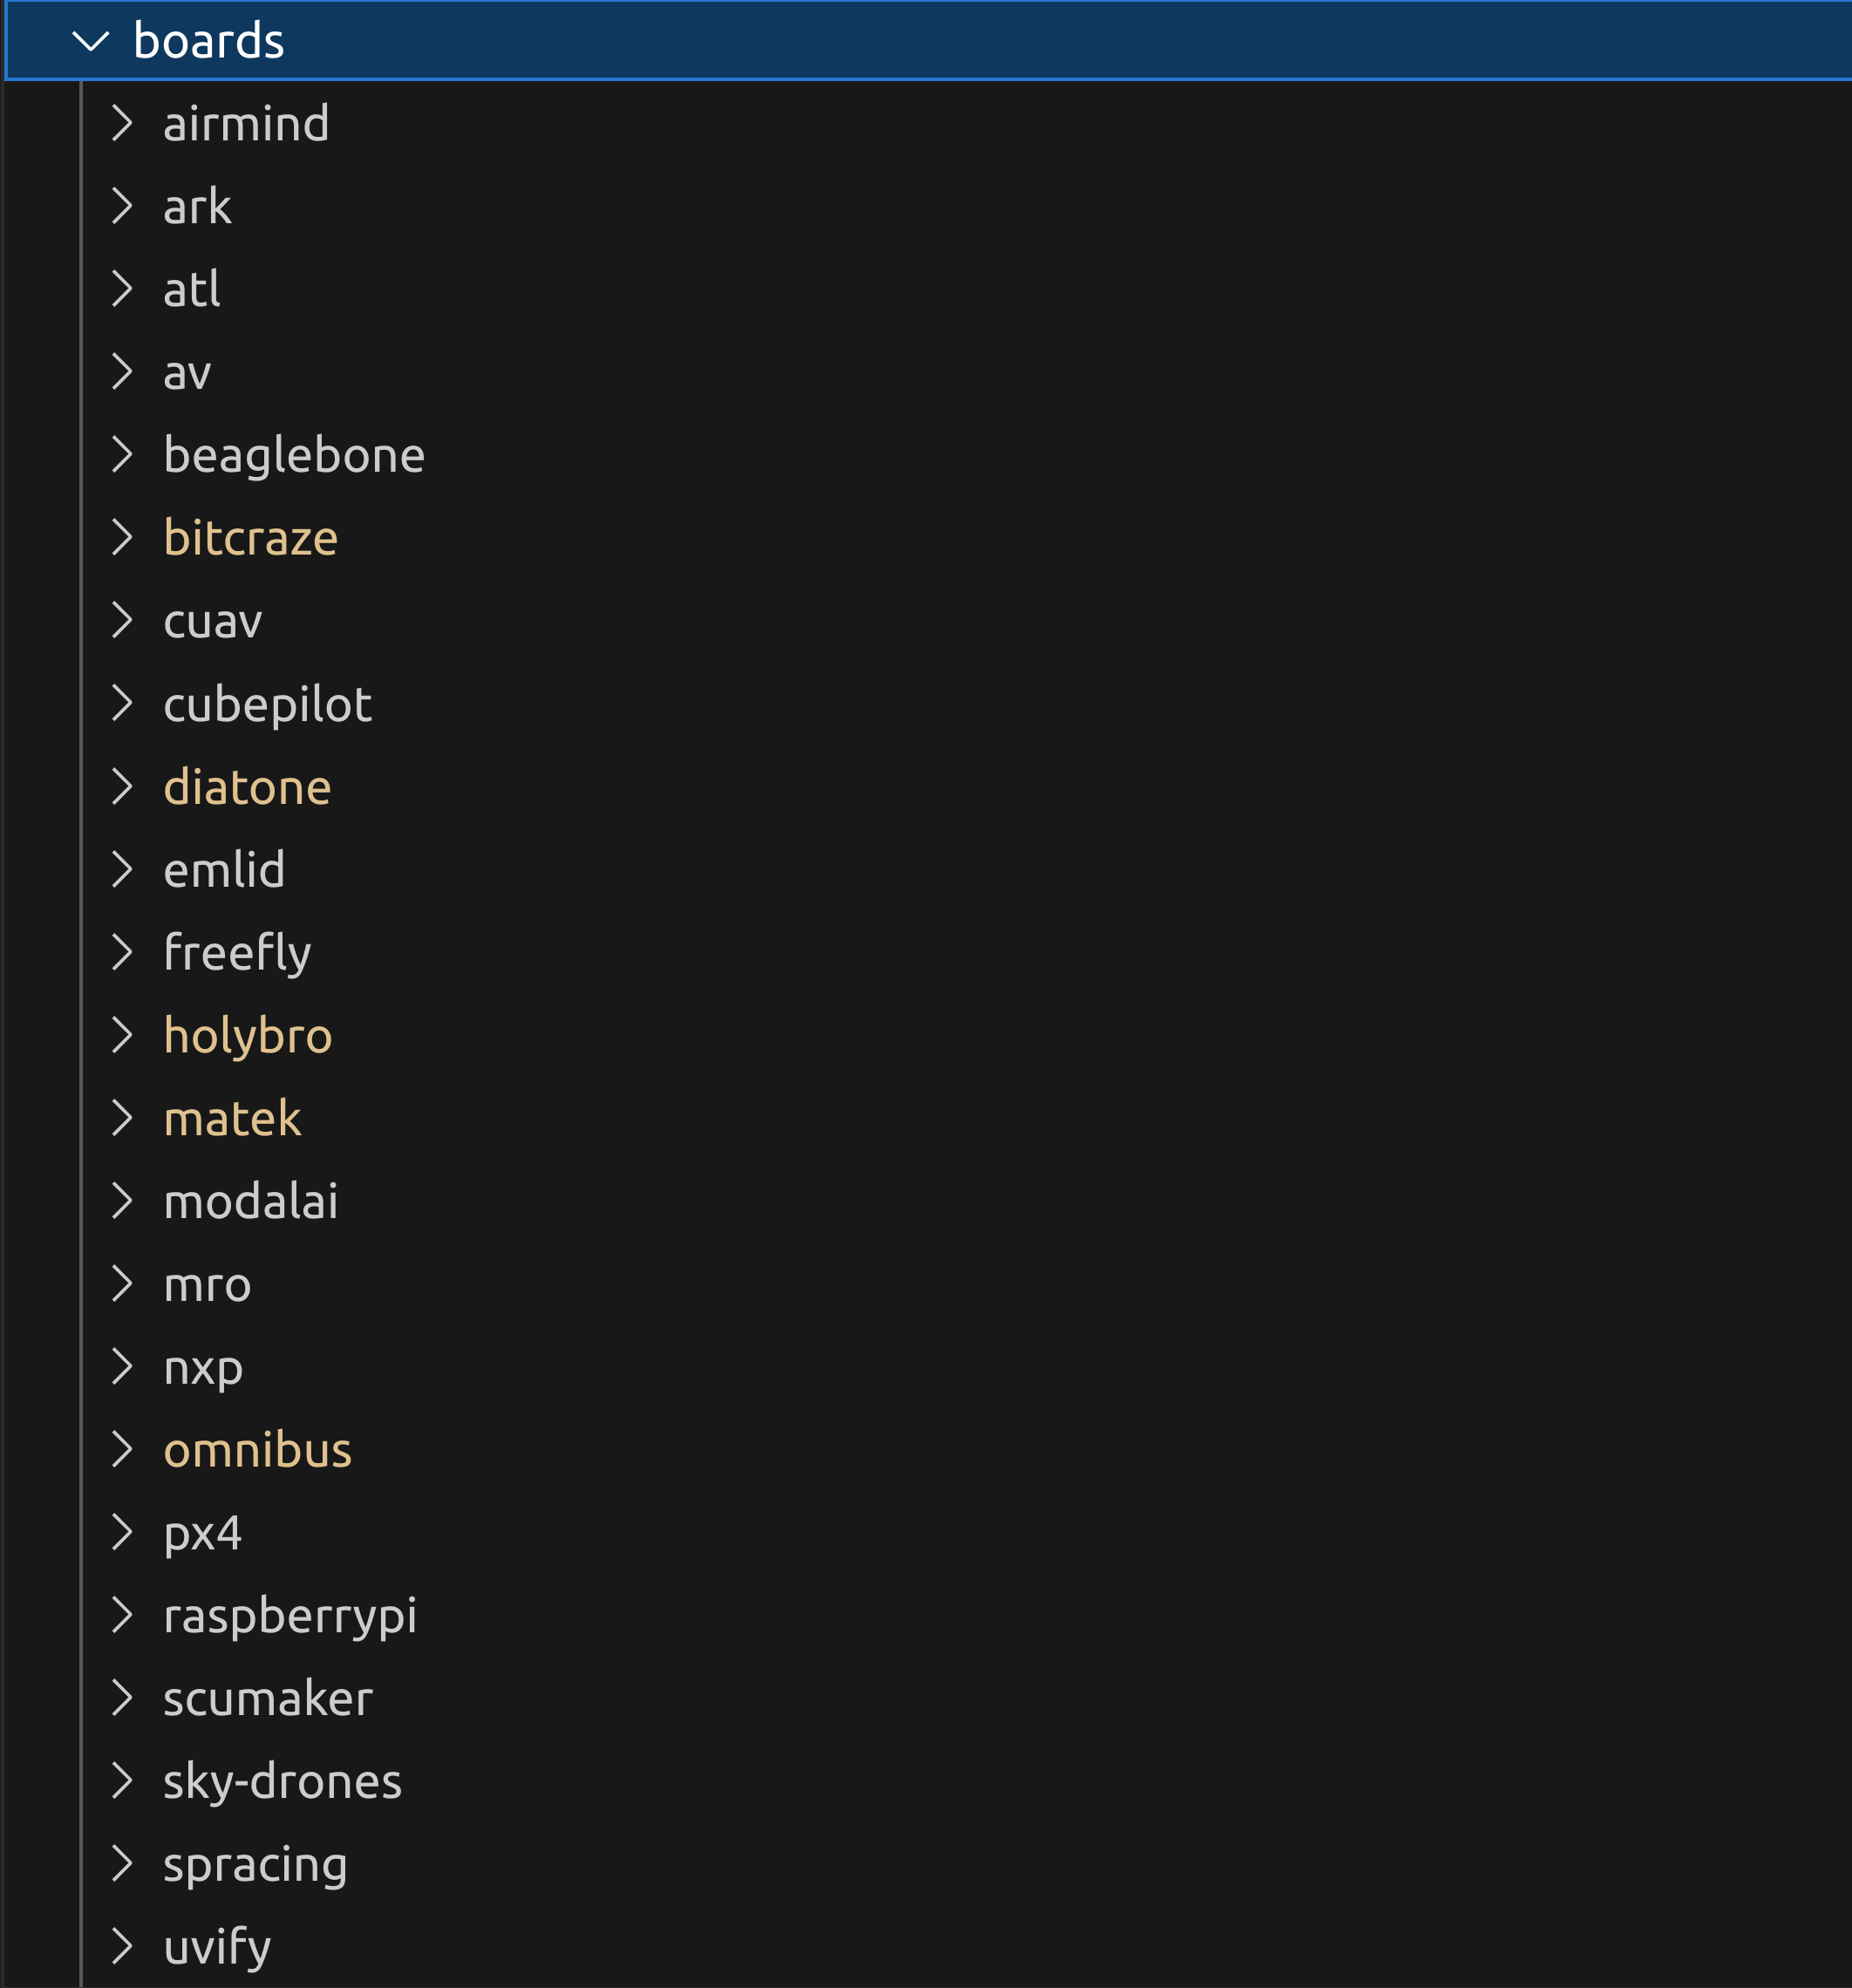 boards
airmind
ark
atl
av
beaglebone
bitcraze
cuav
cubepilot
diatone
emlid
freefly
holybro
matek
modalai
mro
nxp
omnibus
px4
raspberrypi
scumaker
sky-drones
spracing
uvify